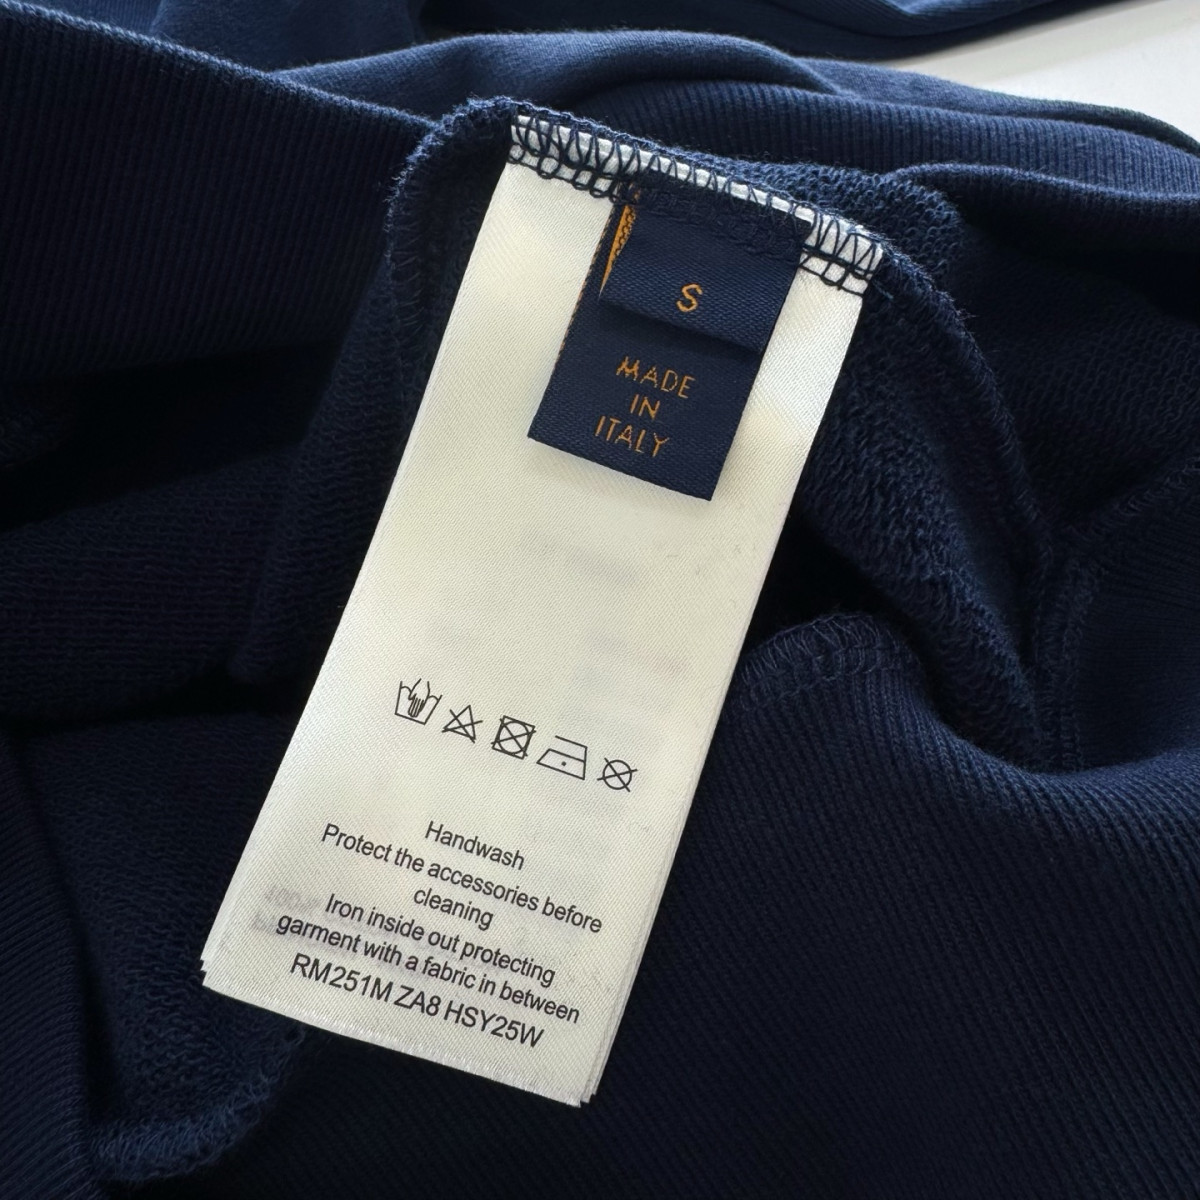 S
MADE
IN
ITALY
Handwash
Protect the accessories before
cleaning
Iron inside out protecting
garment with a fabric in between
RM251M ZA8 HSY25W